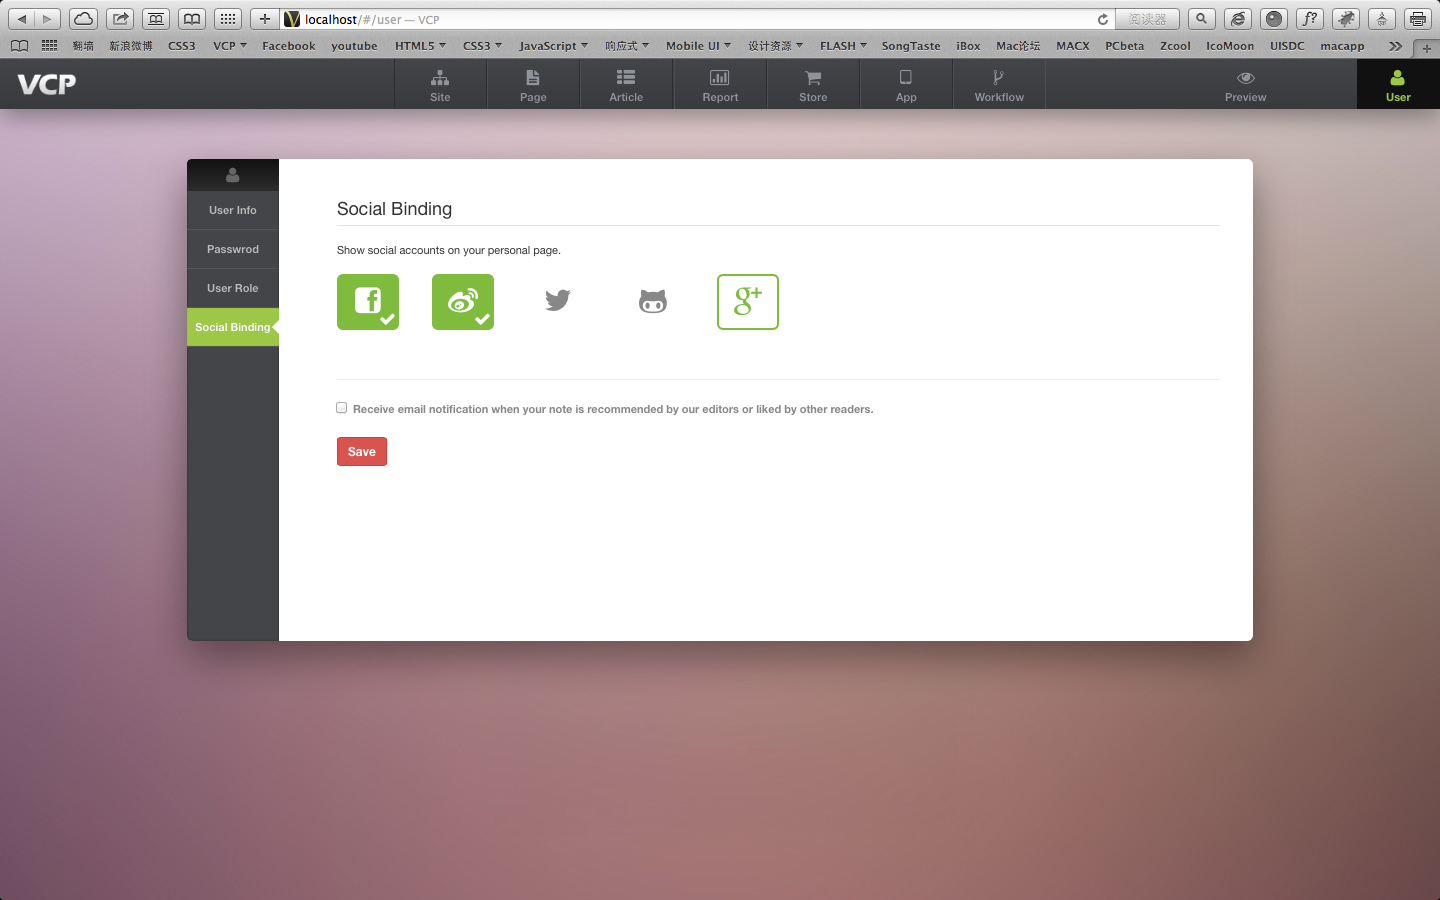 localhost/#/user — VCP
阅读器
翻墙 新浪微博 CSS3 VCP Facebook youtube HTML5 CSS3 JavaScript 响应式 Mobile UI 设计资源 FLASH SongTaste iBox Mac论坛 MACX PCbeta Zcool IcoMoon UISDC macapp
VCP
Site Page Article Report Store App Workflow Preview User
User Info
Passwrod
User Role
Social Binding
Social Binding
Show social accounts on your personal page.
Receive email notification when your note is recommended by our editors or liked by other readers.
Save